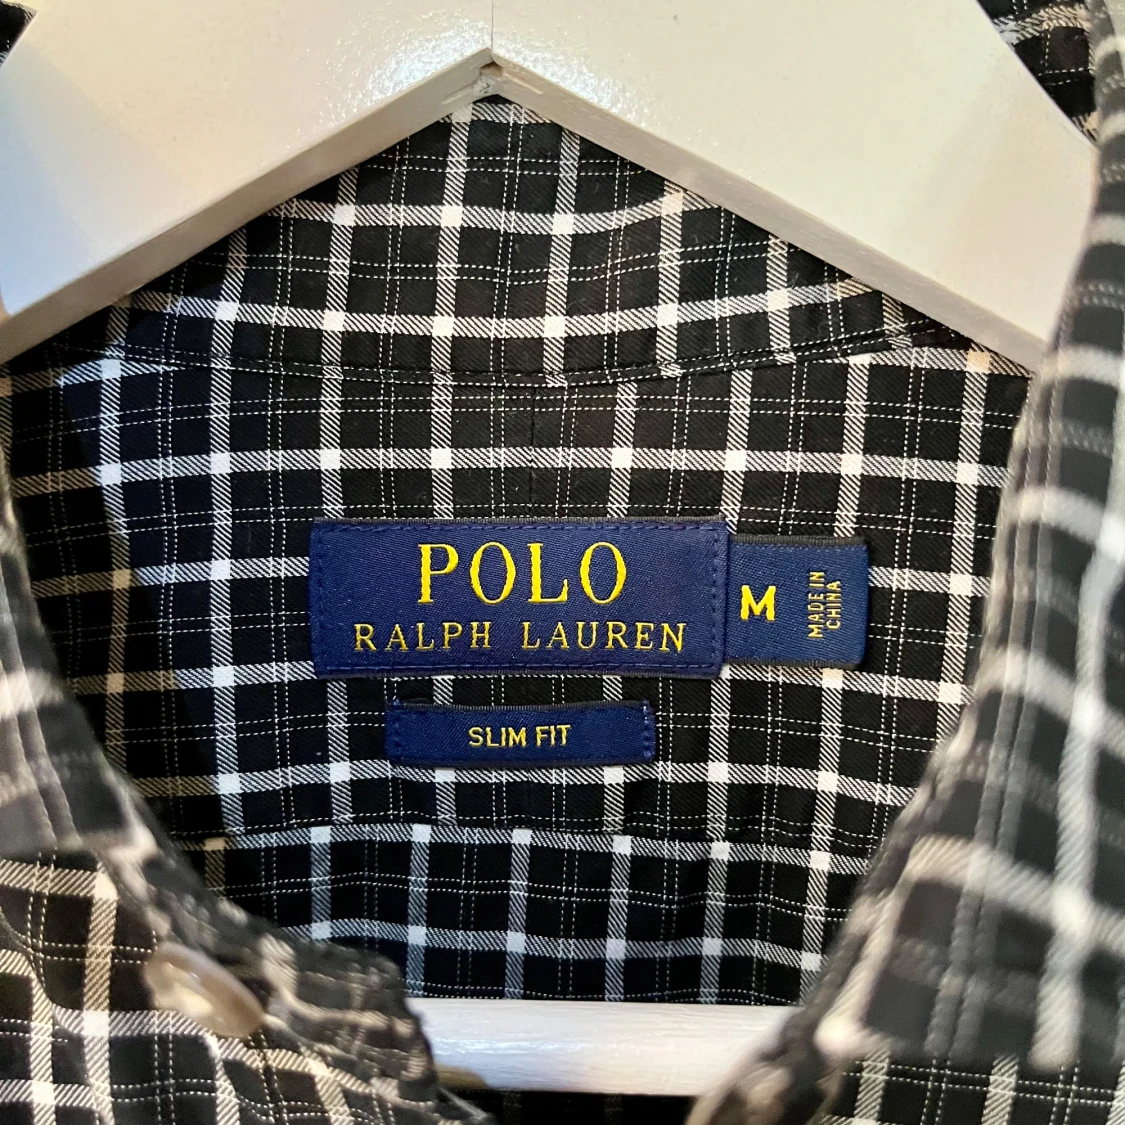 POLO
RALPH LAUREN
M
MADE IN
CHINA
SLIM FIT